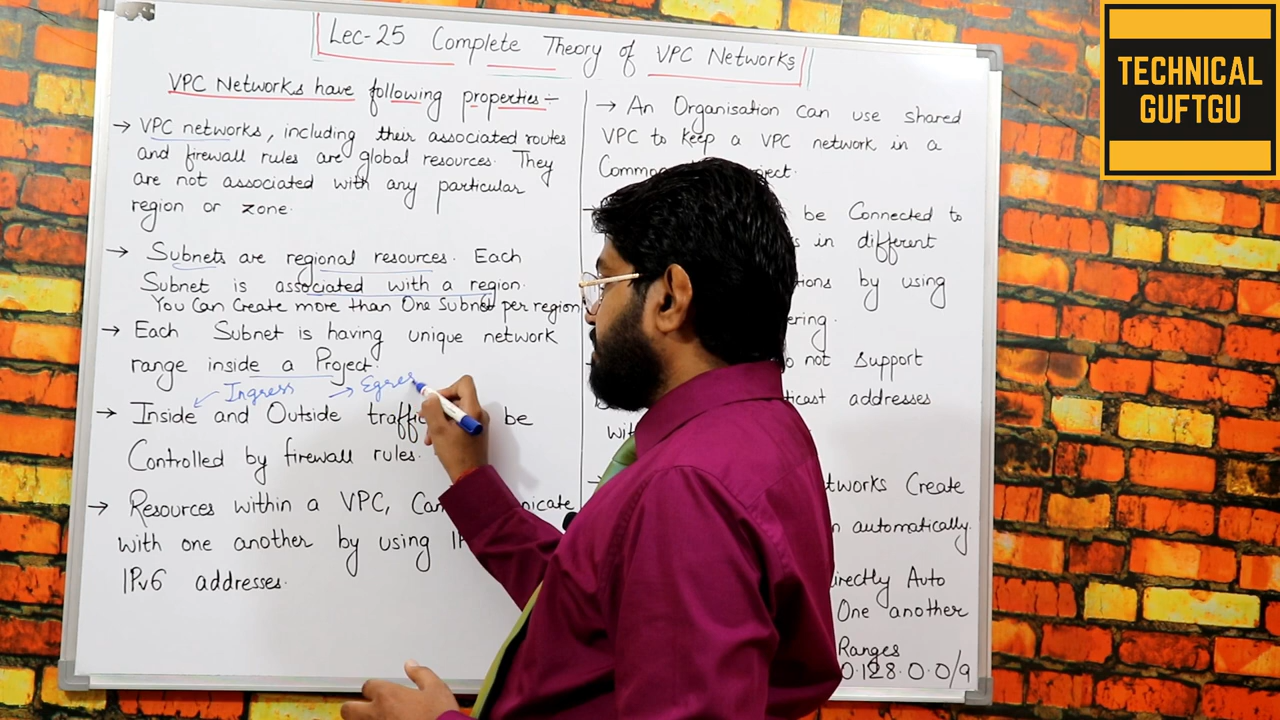 Lec-25 Complete Theory of VPC Networks
VPC Networks have following properties:-
→ VPC networks, including their associated routes
and firewall rules are global resources. They
are not associated with any particular
region or zone.
→ Subnets are regional resources. Each
Subnet is associated with a region.
You Can Create more than One Subnet per region
→ Each Subnet is having unique network
range inside a Project.
Ingress → Egres
→ Inside and Outside traffic be
Controlled by firewall rules.
→ Resources within a VPC, Can
with one another by using
IPv6 addresses.
→ An Organisation can use shared
VPC to keep a VPC network in a
be Connected to
in different
by using
not support
addresses
Create
automatically.
Auto
One another
Ranges
0.128.0.0/9
TECHNICAL
GUFTGU